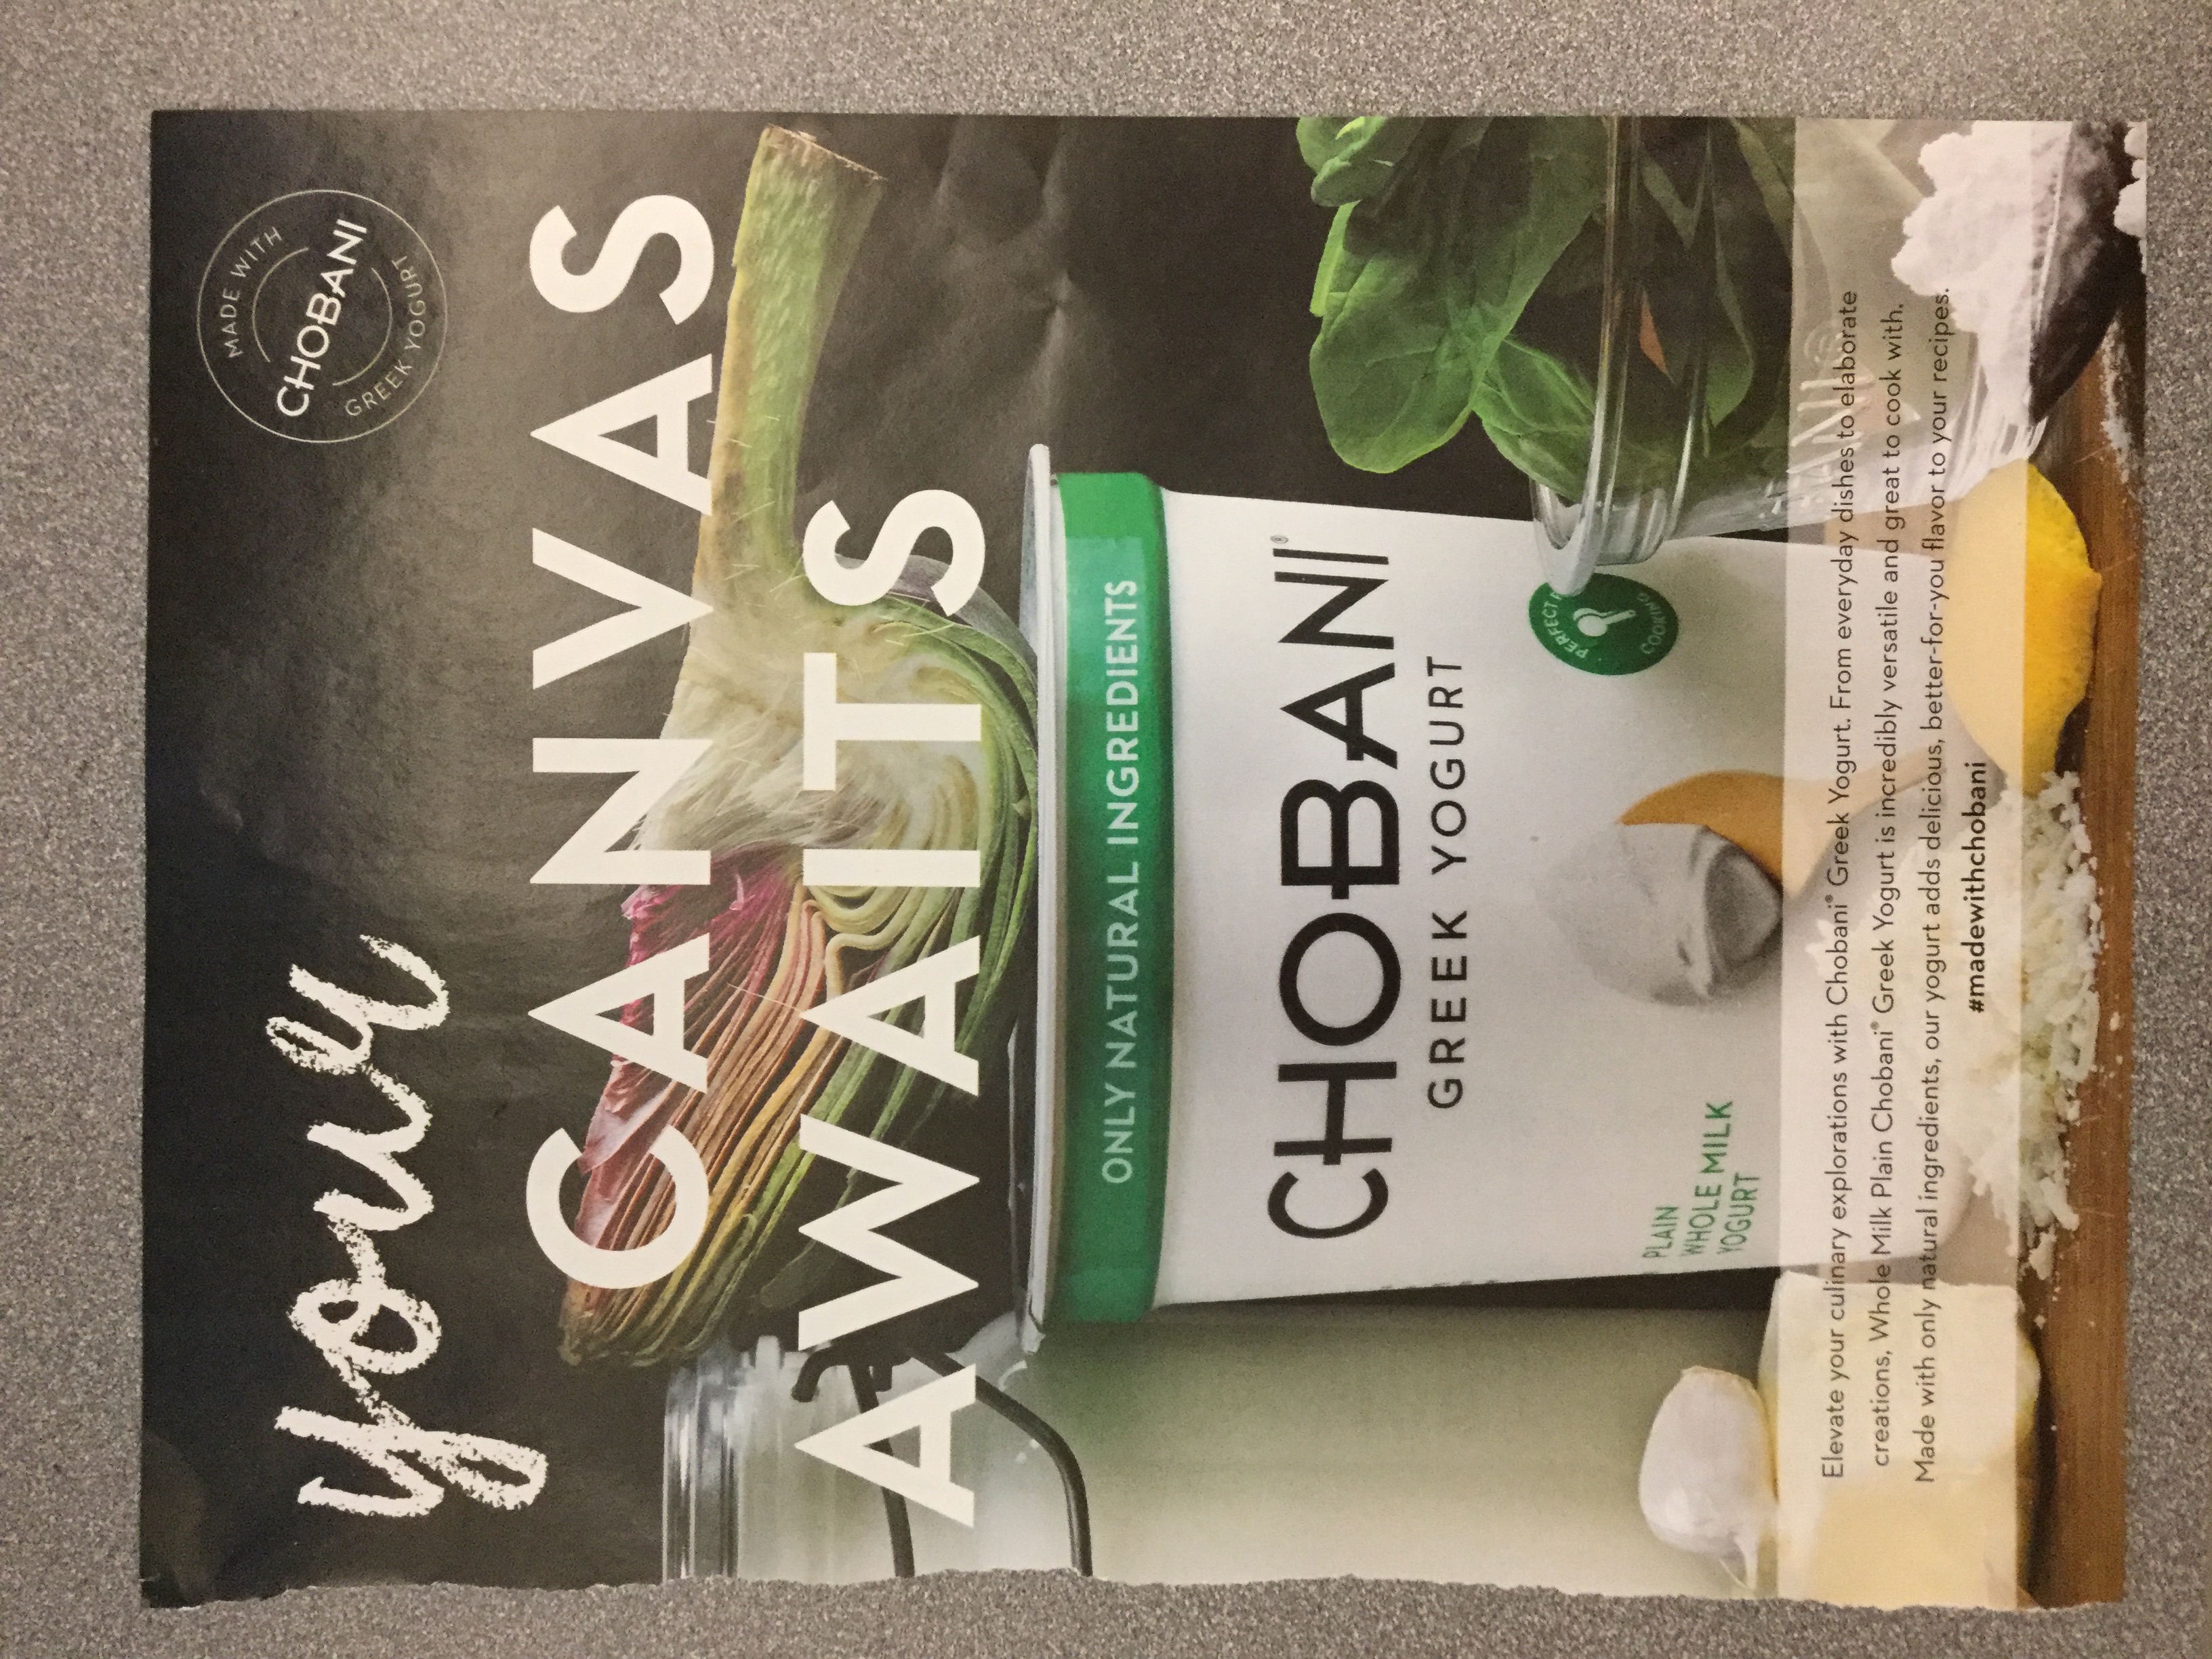 your
MADE WITH
CHOBANI
GREEK YOGURT
CANVAS
AWAITS
ONLY NATURAL INGREDIENTS
CHOBANI®
GREEK YOGURT
PERFECT F
COOKING
PLAIN
WHOLE MILK
YOGURT
Elevate your culinary explorations with Chobani® Greek Yogurt. From everyday dishes to elaborate
creations, Whole Milk Plain Chobani® Greek Yogurt is incredibly versatile and great to cook with.
Made with only natural ingredients, our yogurt adds delicious, better-for-you flavor to your recipes.
#madewithchobani